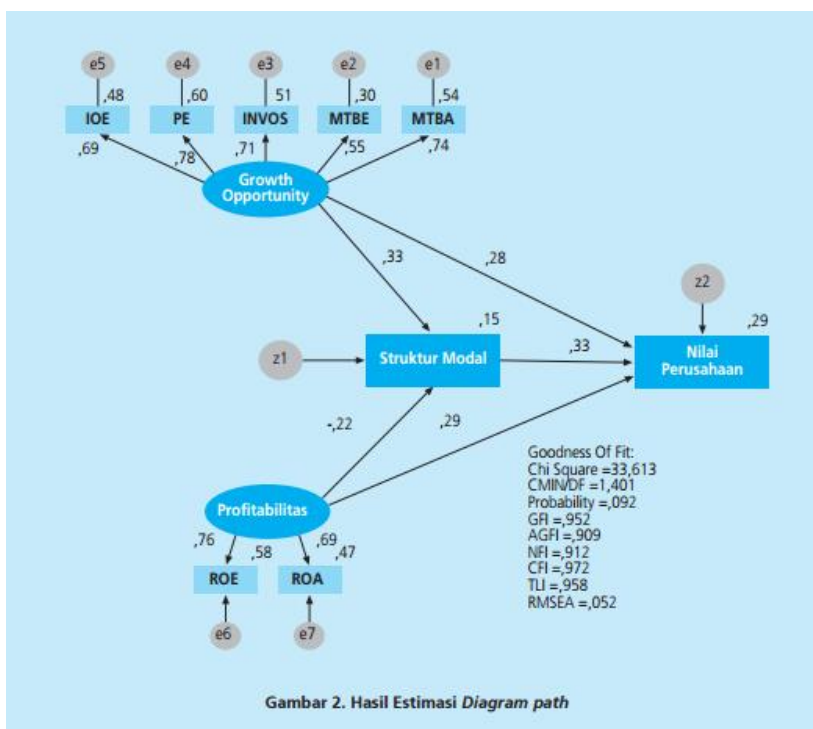 e5 e4 e3 e2 e1
,48 ,60 51 ,30 ,54
IOE PE INVOS MTBE MTBA
,69 ,78 ,71 ,55 ,74
Growth
Opportunity
,33 ,28
z2
,15 ,29
z1 Struktur Modal ,33 Nilai
Perusahaan
-,22 ,29
Goodness Of Fit:
Chi Square =33,613
CMIN/DF =1,401
Probability =,092
GFI =,952
AGFI =,909
NFI =,912
CFI =,972
TLI =,958
RMSEA =,052
Profitabilitas
,76 ,58 ,69 ,47
ROE ROA
e6 e7
Gambar 2. Hasil Estimasi Diagram path